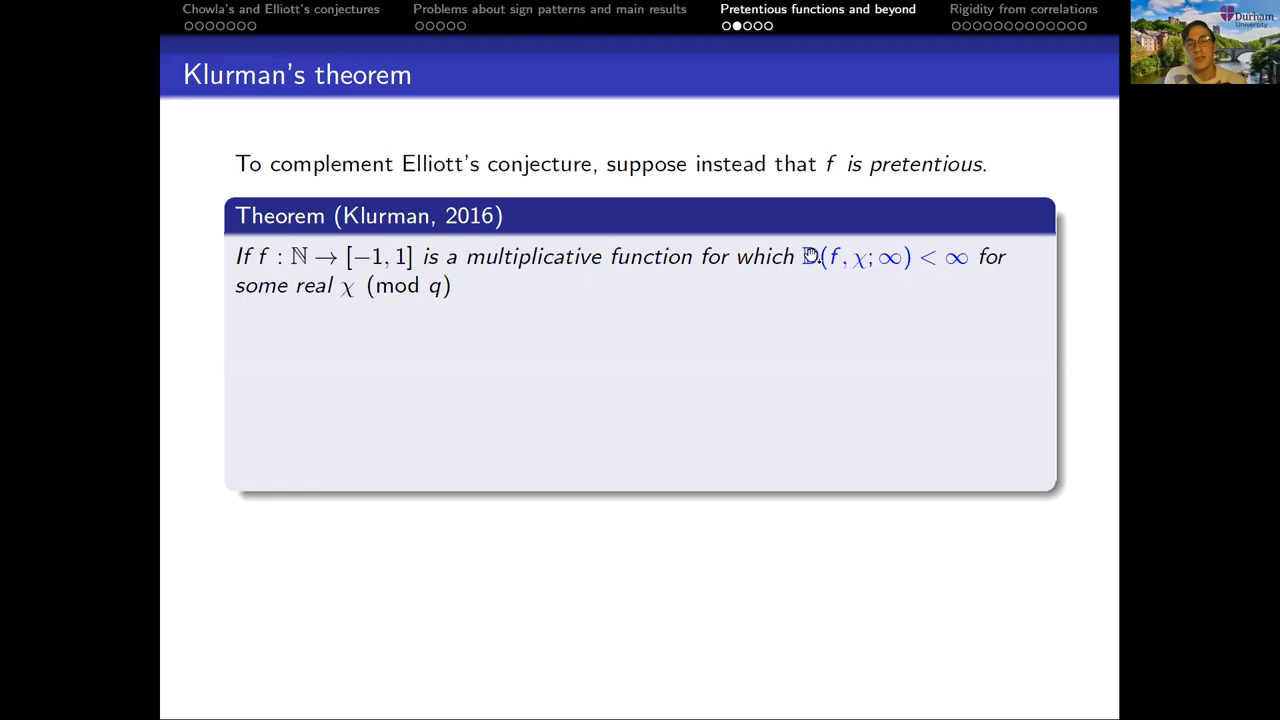 Chowla's and Elliott's conjectures Problems about sign patterns and main results Pretentious functions and beyond Rigidity from correlations
Durham
University
Klurman's theorem
To complement Elliott's conjecture, suppose instead that f is pretentious.
Theorem (Klurman, 2016)
If f : ℕ → [−1, 1] is a multiplicative function for which 𝔻(f, χ; ∞) < ∞ for
some real χ (mod q)